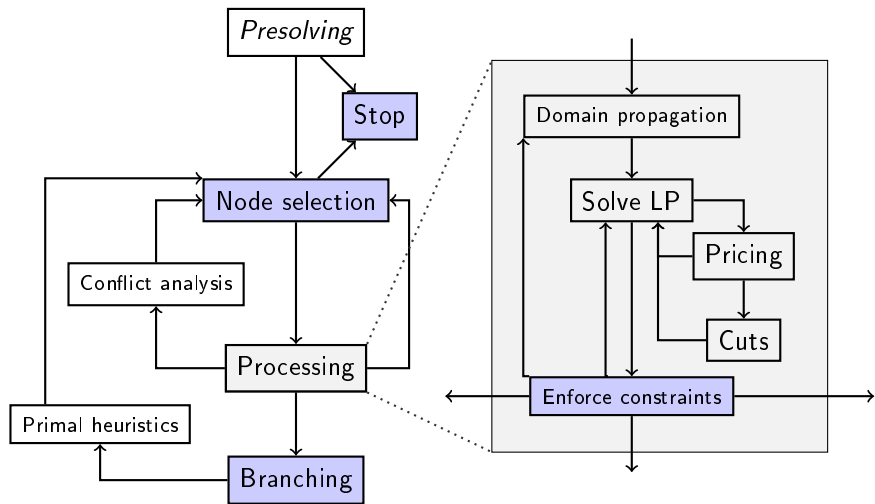 Presolving
Stop
Node selection
Conflict analysis
Processing
Primal heuristics
Branching
Domain propagation
Solve LP
Pricing
Cuts
Enforce constraints